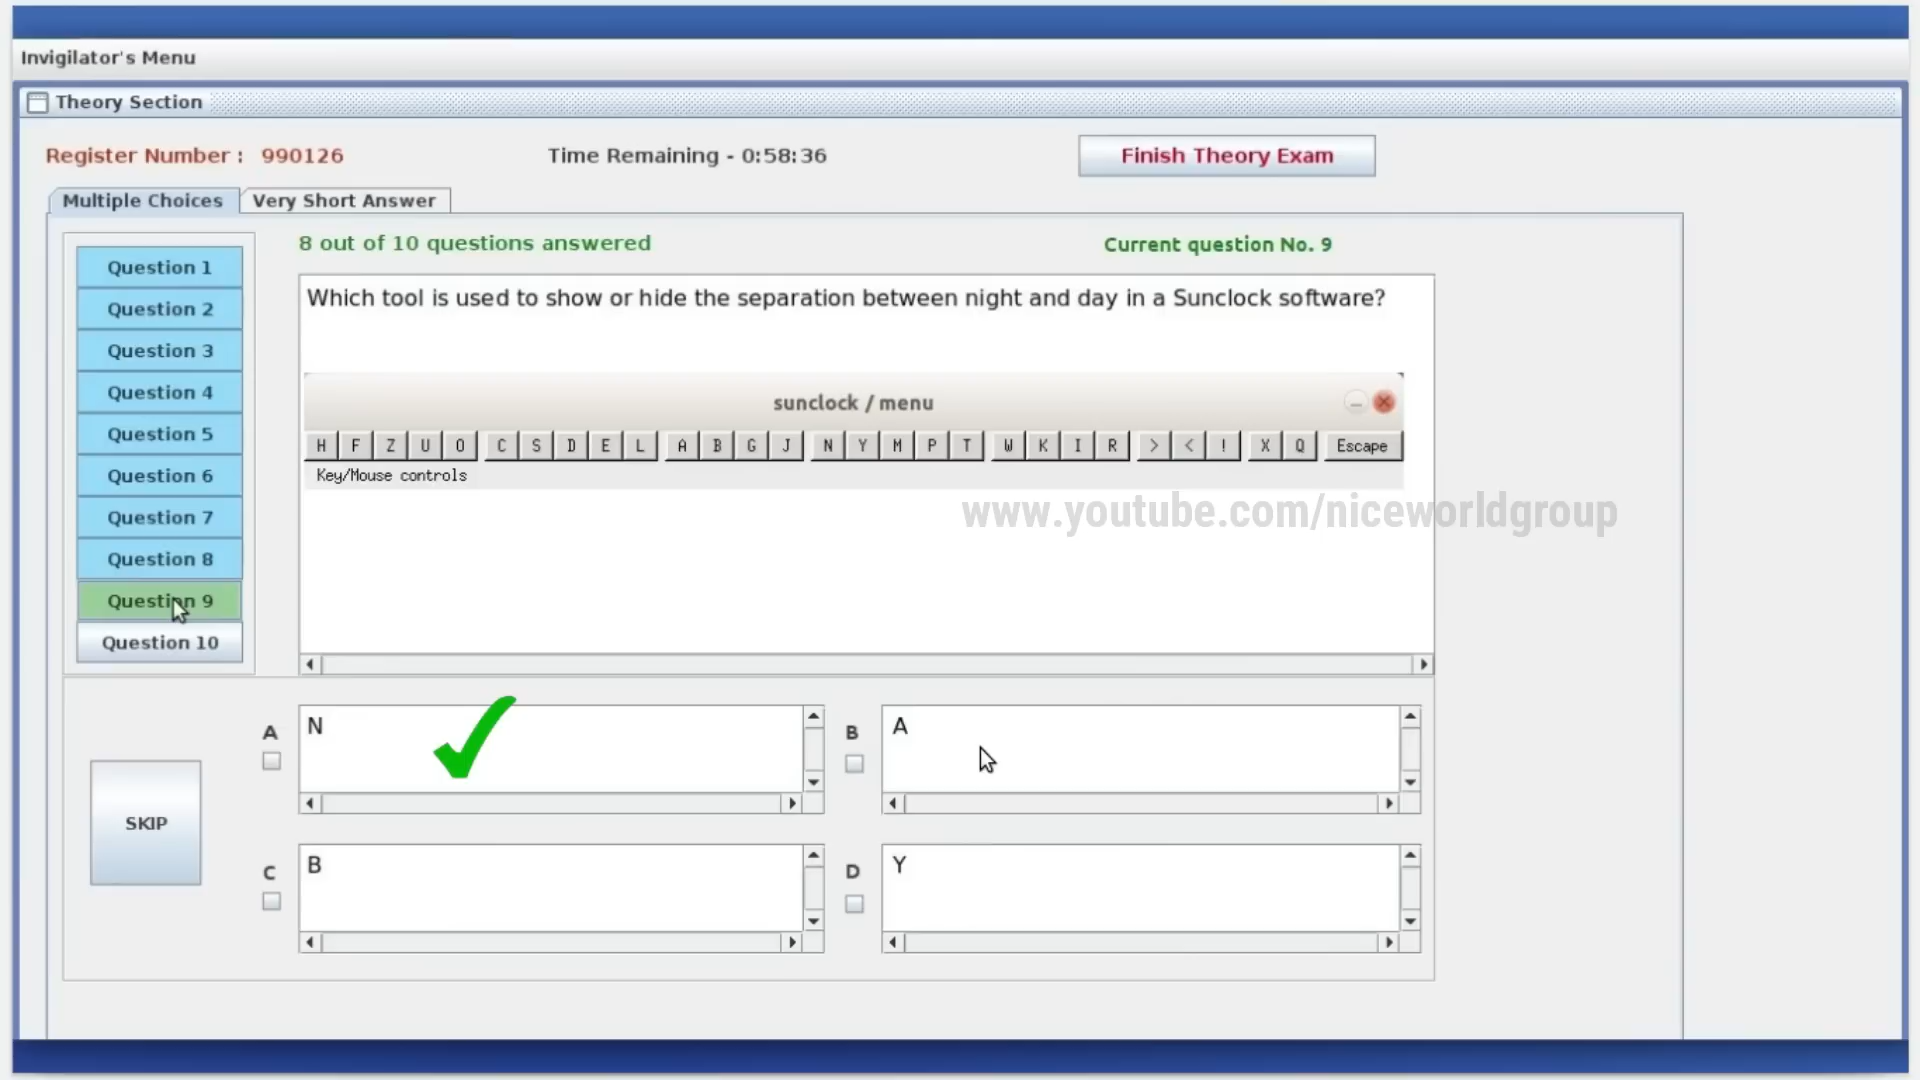 Invigilator's Menu
Theory Section
Register Number : 990126
Time Remaining - 0:58:36
Finish Theory Exam
Multiple Choices
Very Short Answer
8 out of 10 questions answered
Current question No. 9
Question 1
Question 2
Question 3
Question 4
Question 5
Question 6
Question 7
Question 8
Question 9
Question 10
Which tool is used to show or hide the separation between night and day in a Sunclock software?
sunclock / menu
H F Z U O C S D E L A B G J N Y M P T W K I R > < ! X Q Escape
Key/Mouse controls
www.youtube.com/niceworldgroup
SKIP
A N
B A
C B
D Y